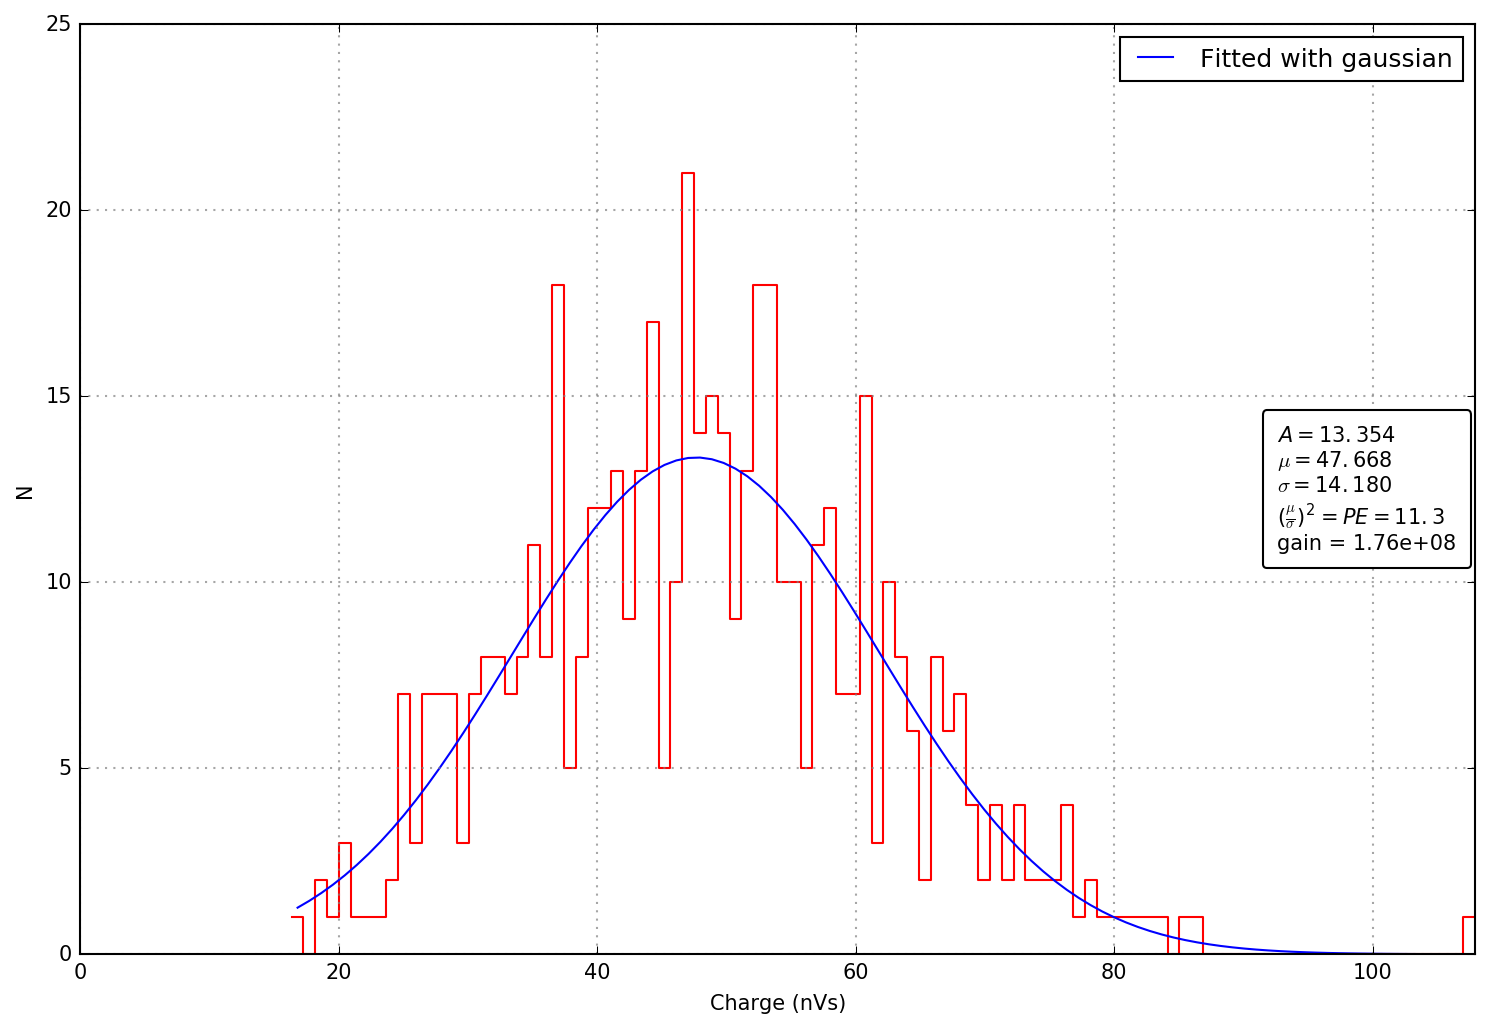 25
20
15
10
5
0
0 20 40 60 80 100
N
Charge (nVs)
Fitted with gaussian
A = 13.354
μ = 47.668
σ = 14.180
(μ/σ)² = PE = 11.3
gain = 1.76e+08